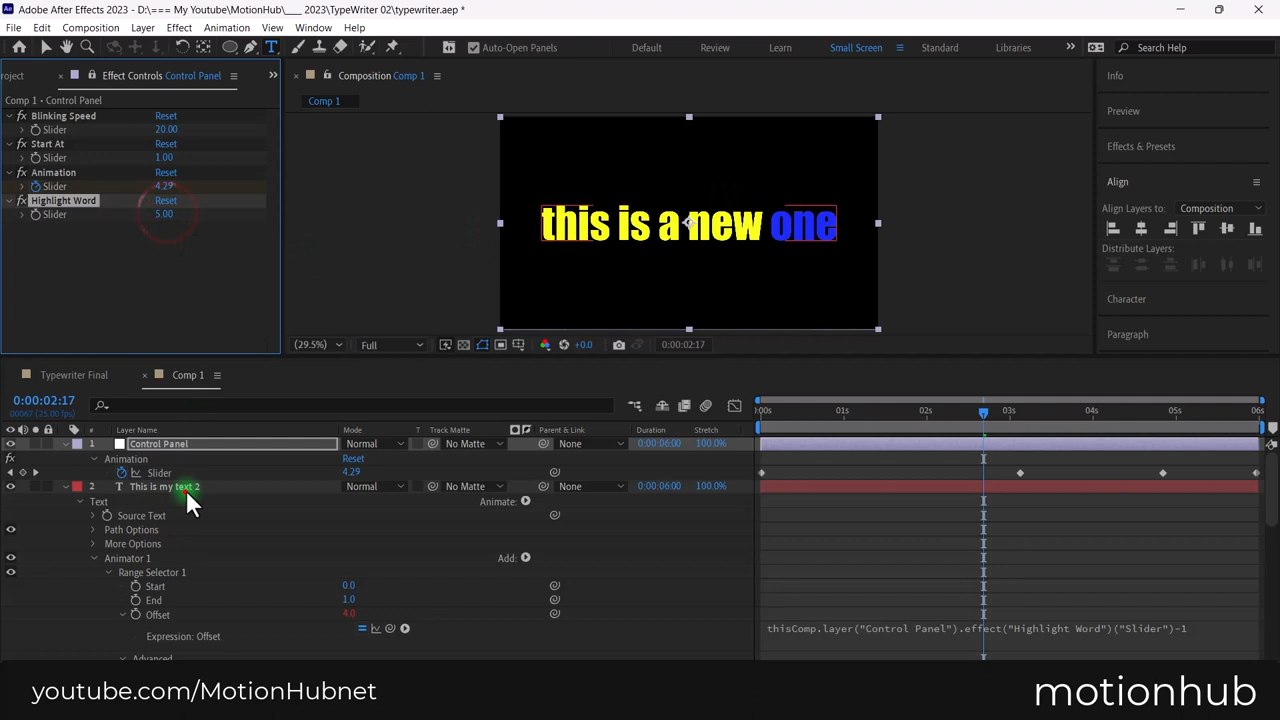 Adobe After Effects 2023 - D:\=== My Youtube\MotionHub\___ 2023\TypeWriter 02\typewriter.aep *
File Edit Composition Layer Effect Animation View Window Help
Auto-Open Panels Default Review Learn Small Screen Standard Libraries Search Help
roject Effect Controls Control Panel
Composition Comp 1
Info
Comp 1 • Control Panel
Comp 1
Preview
Effects & Presets
Align
Align Layers to: Composition
Distribute Layers:
Character
Paragraph
fx Blinking Speed Reset
Slider 20.00
fx Start At Reset
Slider 1.00
fx Animation Reset
Slider 4.29
fx Highlight Word Reset
Slider 5.00
this is a new one
(29.5%) Full +0.0 0:00:02:17
Typewriter Final Comp 1
0:00:02:17
00067 (25.00 fps)
:00s 01s 02s 03s 04s 05s 06s
# Layer Name Mode T Track Matte Parent & Link Duration Stretch
1 Control Panel Normal No Matte None 0:00:06:00 100.0%
fx Animation Reset
Slider 4.29
2 T This is my text 2 Normal No Matte None 0:00:06:00 100.0%
Text Animate:
Source Text
Path Options
More Options
Animator 1 Add:
Range Selector 1
Start 0.0
End 1.0
Offset 4.0
Expression: Offset thisComp.layer("Control Panel").effect("Highlight Word")("Slider")-1
Advanced
youtube.com/MotionHubnet
motionhub